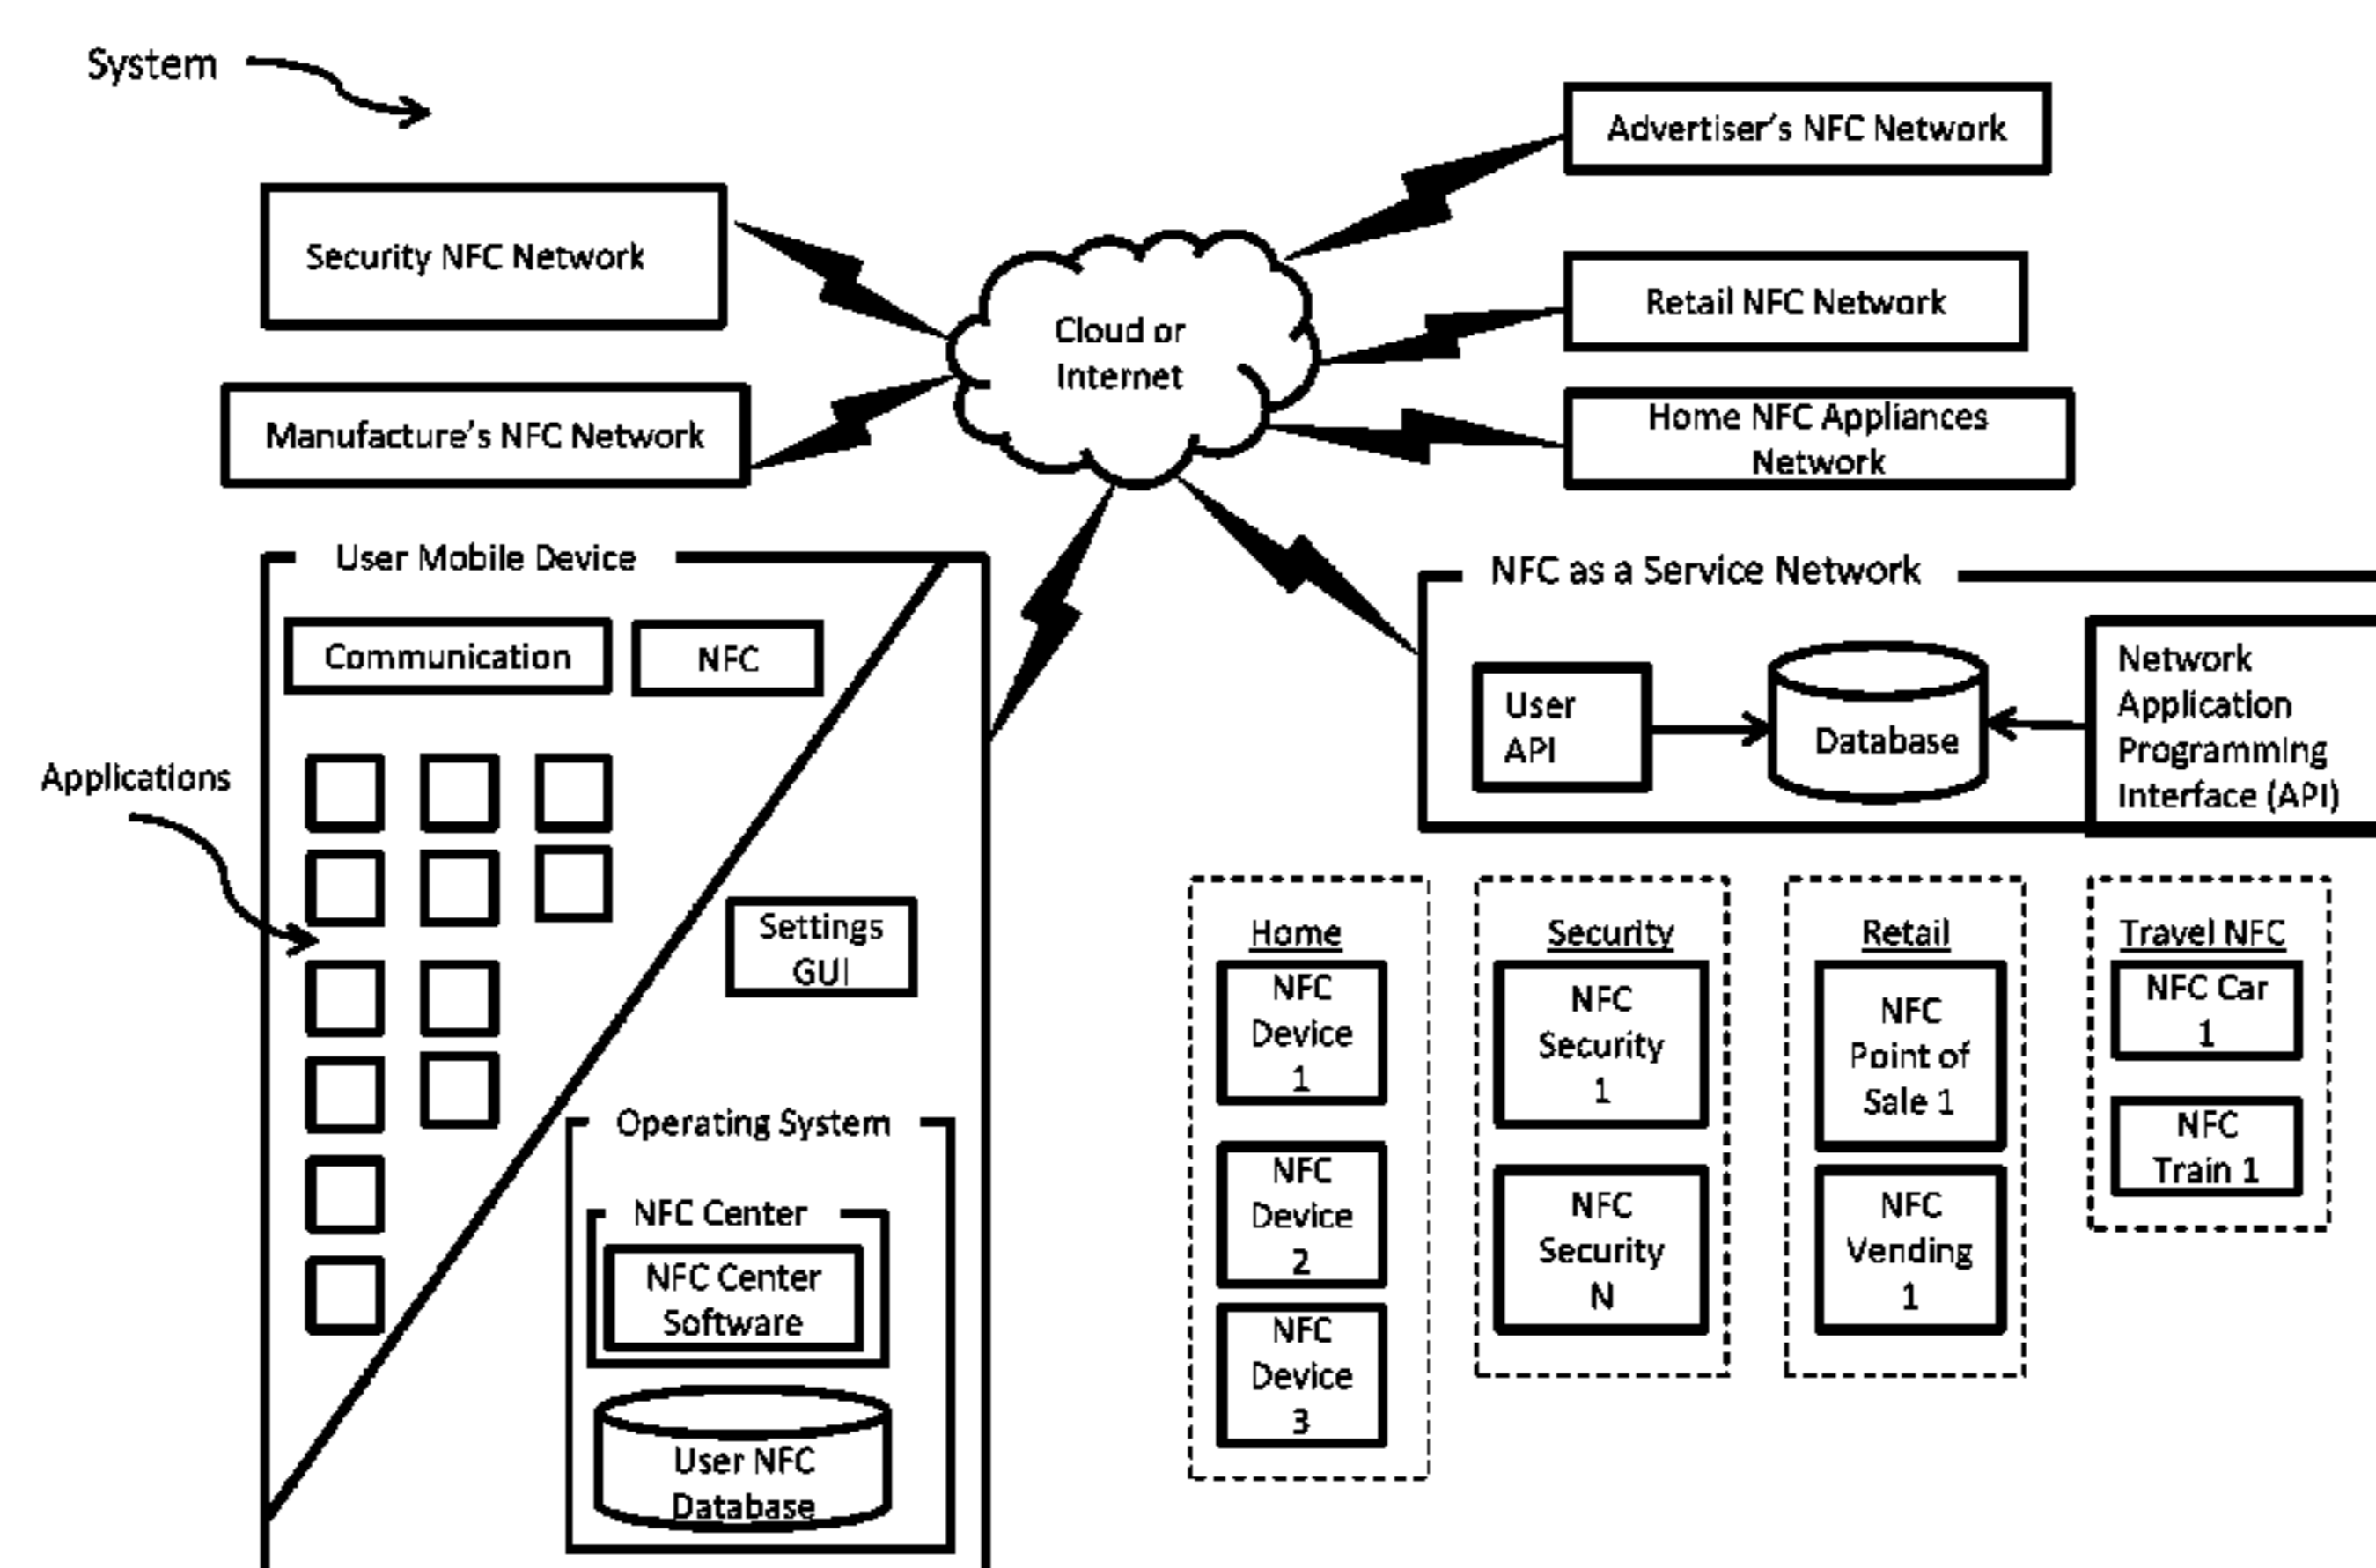 System
Advertiser's NFC Network
Security NFC Network
Retail NFC Network
Cloud or
Internet
Manufacture's NFC Network
Home NFC Appliances
Network
User Mobile Device
Communication
NFC
Applications
Settings
GUI
Operating System
NFC Center
NFC Center
Software
User NFC
Database
NFC as a Service Network
User
API
Database
Network
Application
Programming
Interface (API)
Home
NFC
Device
1
NFC
Device
2
NFC
Device
3
Security
NFC
Security
1
NFC
Security
N
Retail
NFC
Point of
Sale 1
NFC
Vending
1
Travel NFC
NFC Car
1
NFC
Train 1